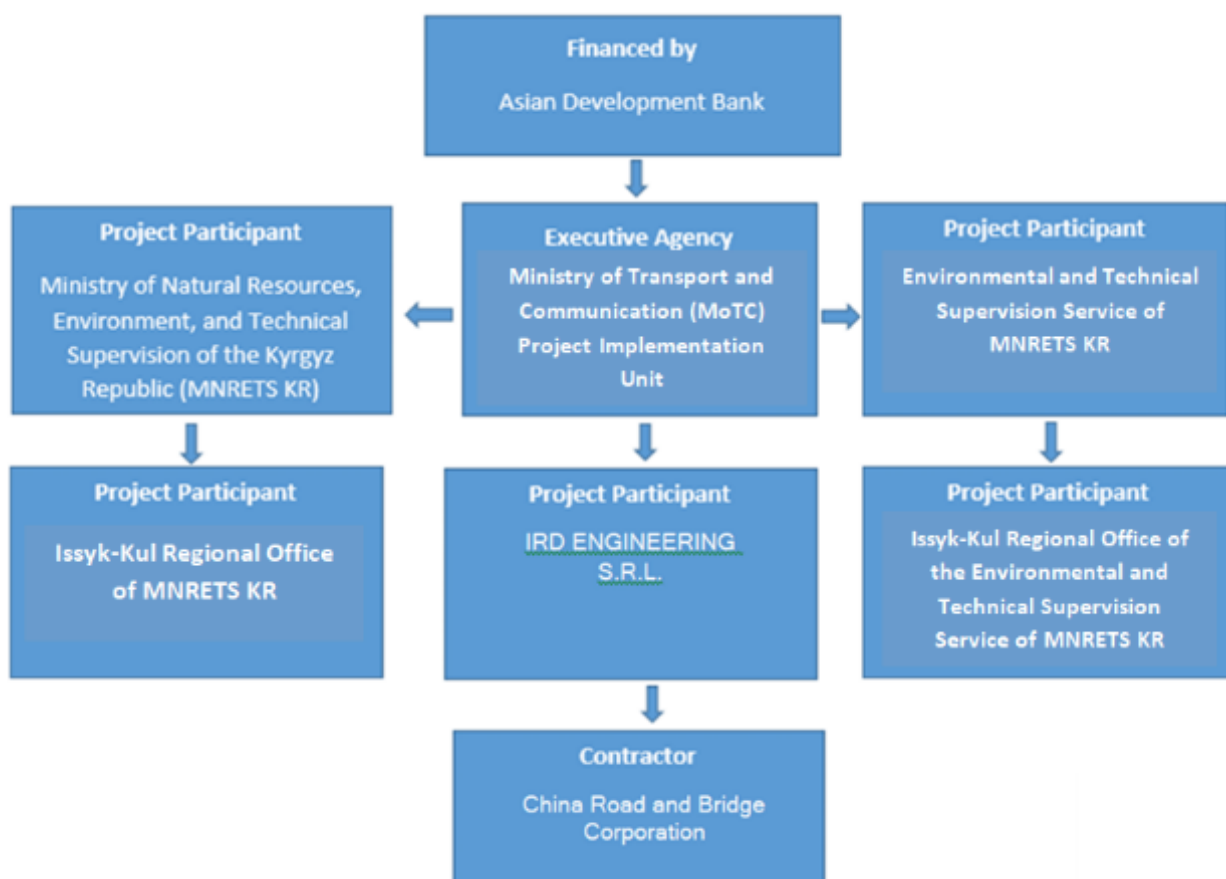 Financed by
Asian Development Bank
Project Participant
Ministry of Natural Resources,
Environment, and Technical
Supervision of the Kyrgyz
Republic (MNRETS KR)
Executive Agency
Ministry of Transport and
Communication (MoTC)
Project Implementation
Unit
Project Participant
Environmental and Technical
Supervision Service of
MNRETS KR
Project Participant
Issyk-Kul Regional Office
of MNRETS KR
Project Participant
IRD ENGINEERING
S.R.L.
Project Participant
Issyk-Kul Regional Office of
the Environmental and
Technical Supervision
Service of MNRETS KR
Contractor
China Road and Bridge
Corporation